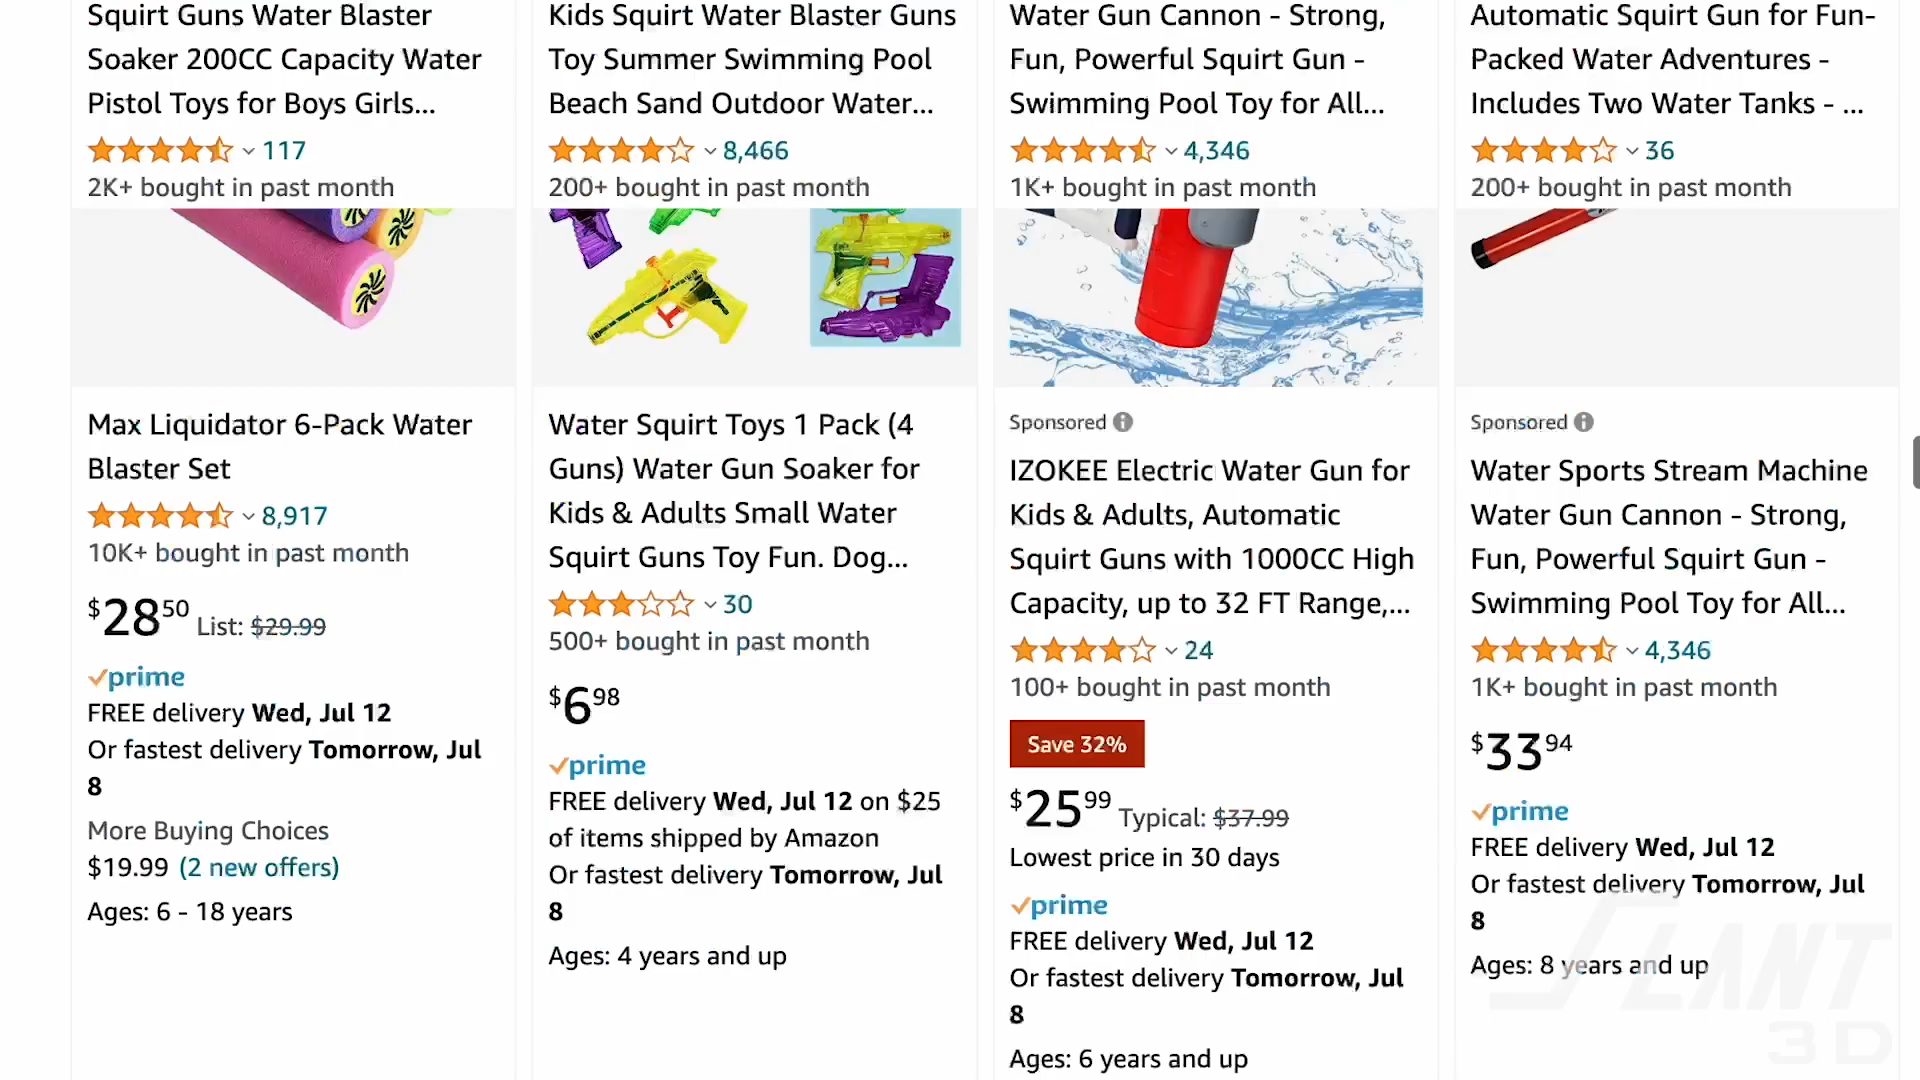 Squirt Guns Water Blaster
Soaker 200CC Capacity Water
Pistol Toys for Boys Girls...
117
2K+ bought in past month
Kids Squirt Water Blaster Guns
Toy Summer Swimming Pool
Beach Sand Outdoor Water...
8,466
200+ bought in past month
Water Gun Cannon - Strong,
Fun, Powerful Squirt Gun -
Swimming Pool Toy for All...
4,346
1K+ bought in past month
Automatic Squirt Gun for Fun-
Packed Water Adventures -
Includes Two Water Tanks - ...
36
200+ bought in past month
Max Liquidator 6-Pack Water
Blaster Set
8,917
10K+ bought in past month
$28.50 List: $29.99
prime
FREE delivery Wed, Jul 12
Or fastest delivery Tomorrow, Jul
8
More Buying Choices
$19.99 (2 new offers)
Ages: 6 - 18 years
Water Squirt Toys 1 Pack (4
Guns) Water Gun Soaker for
Kids & Adults Small Water
Squirt Guns Toy Fun. Dog...
30
500+ bought in past month
$6.98
prime
FREE delivery Wed, Jul 12 on $25
of items shipped by Amazon
Or fastest delivery Tomorrow, Jul
8
Ages: 4 years and up
Sponsored
IZOKEE Electric Water Gun for
Kids & Adults, Automatic
Squirt Guns with 1000CC High
Capacity, up to 32 FT Range,...
24
100+ bought in past month
Save 32%
$25.99 Typical: $37.99
Lowest price in 30 days
prime
FREE delivery Wed, Jul 12
Or fastest delivery Tomorrow, Jul
8
Ages: 6 years and up
Sponsored
Water Sports Stream Machine
Water Gun Cannon - Strong,
Fun, Powerful Squirt Gun -
Swimming Pool Toy for All...
4,346
1K+ bought in past month
$33.94
prime
FREE delivery Wed, Jul 12
Or fastest delivery Tomorrow, Jul
8
Ages: 8 years and up
SLANT
3D